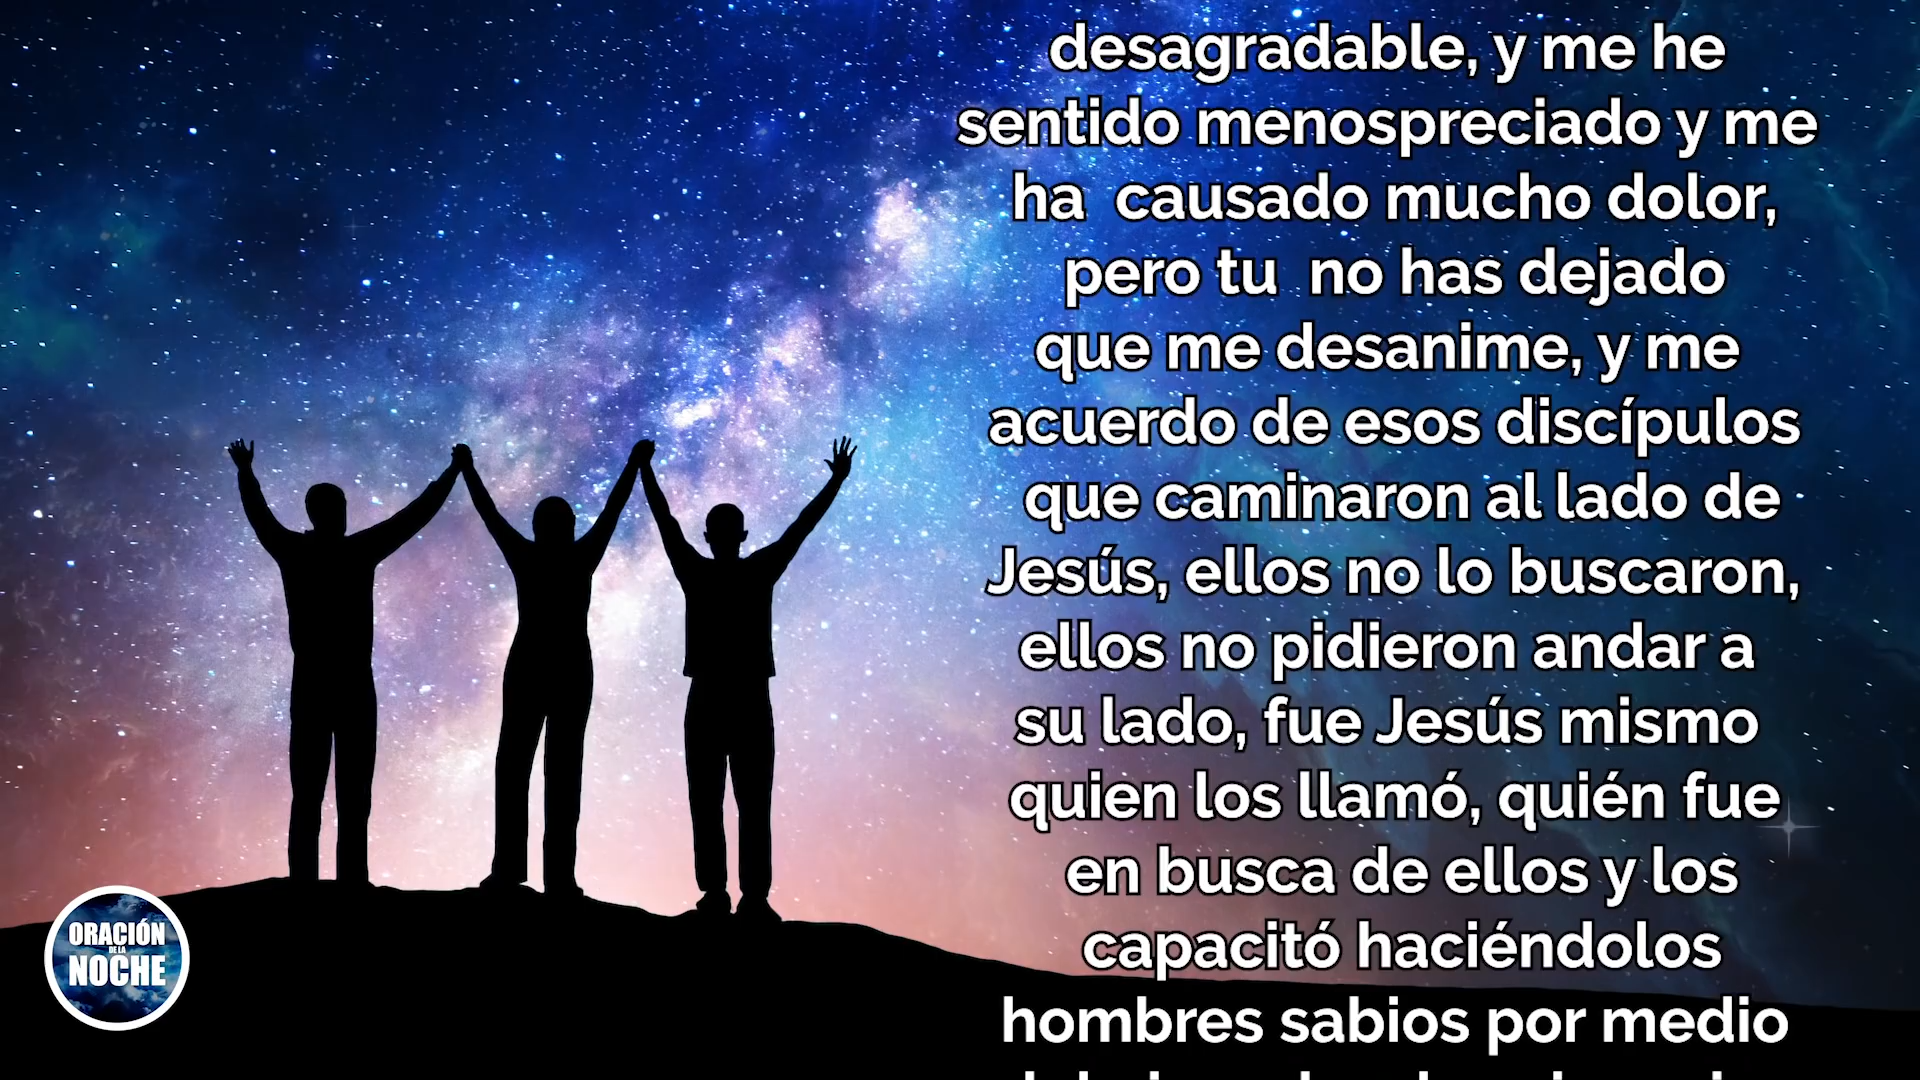 desagradable, y me he
sentido menospreciado y me
ha  causado mucho dolor,
pero tu  no has dejado
que me desanime, y me
acuerdo de esos discípulos
que caminaron al lado de
Jesús, ellos no lo buscaron,
ellos no pidieron andar a
su lado, fue Jesús mismo
quien los llamó, quién fue
en busca de ellos y los
capacitó haciéndolos
hombres sabios por medio
ORACIÓN
DE LA
NOCHE